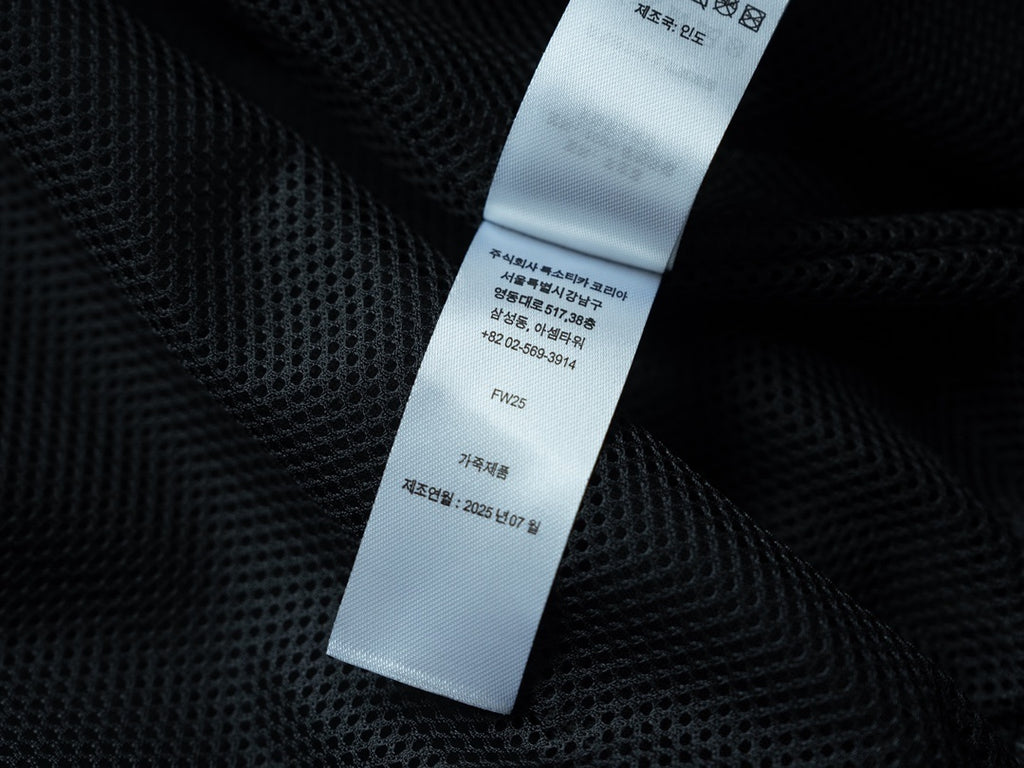 제조국: 인도
주식회사 룩소티카 코리아
서울특별시 강남구
영동대로 517, 38층
삼성동, 아셈타워
+82 02-569-3914
FW25
가죽제품
제조연월 : 2025 년 07 월